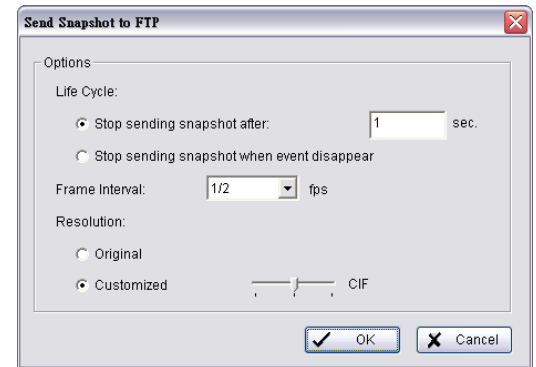 Send Snapshot to FTP
Options
Life Cycle:
Stop sending snapshot after: 1 sec.
Stop sending snapshot when event disappear
Frame Interval: 1/2 fps
Resolution:
Original
Customized CIF
OK Cancel